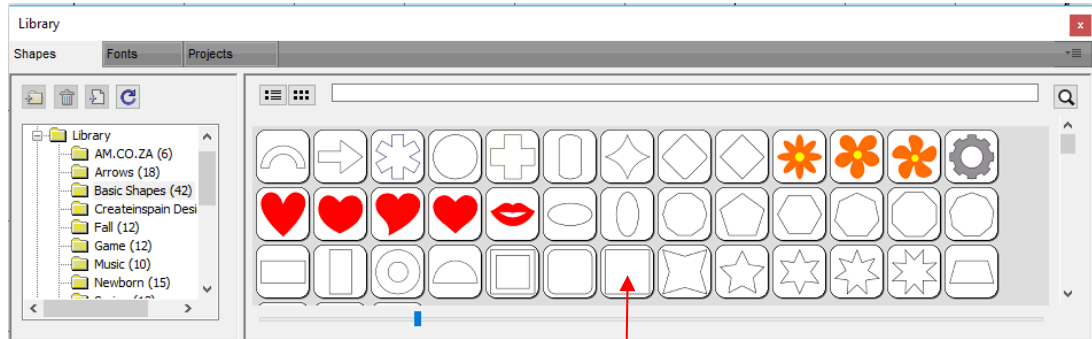 Library
x
Shapes Fonts Projects
Library
AM.CO.ZA (6)
Arrows (18)
Basic Shapes (42)
Createinspain Desi
Fall (12)
Game (12)
Music (10)
Newborn (15)